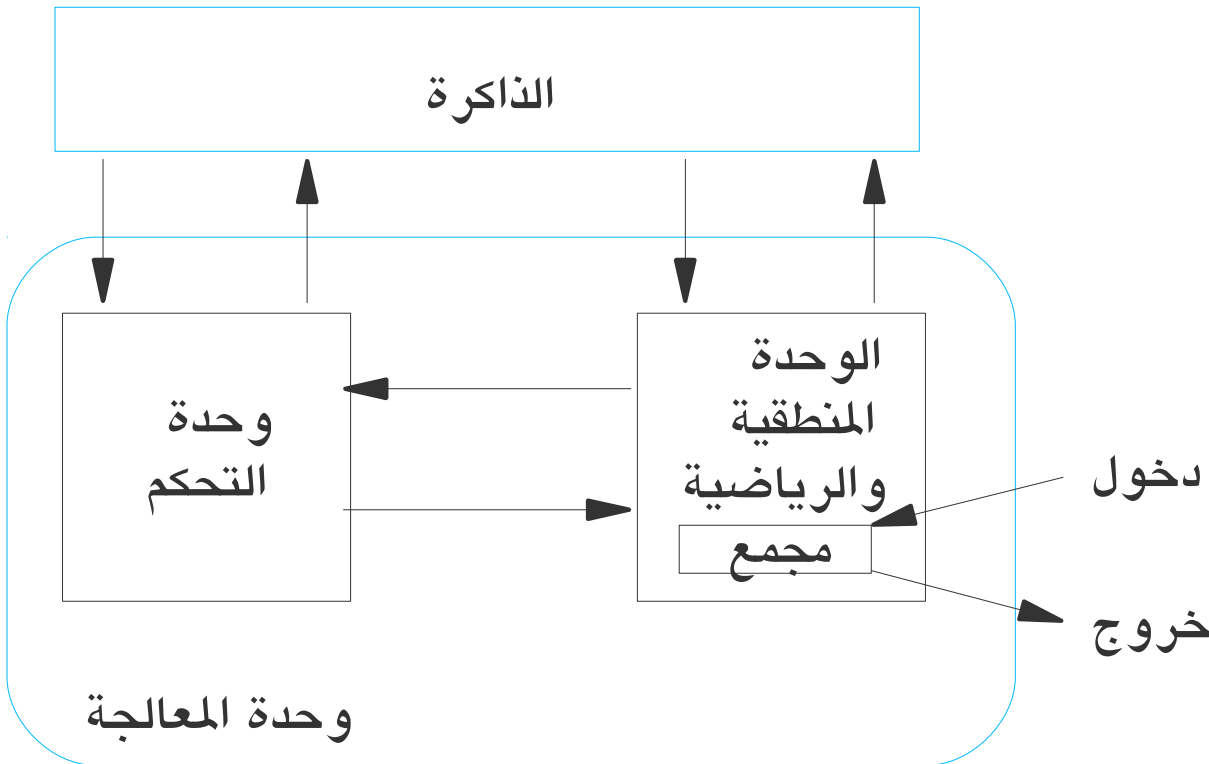 الذاكرة
وحدة
التحكم
الوحدة
المنطقية
والرياضية
مجمع
دخول
خروج
وحدة المعالجة